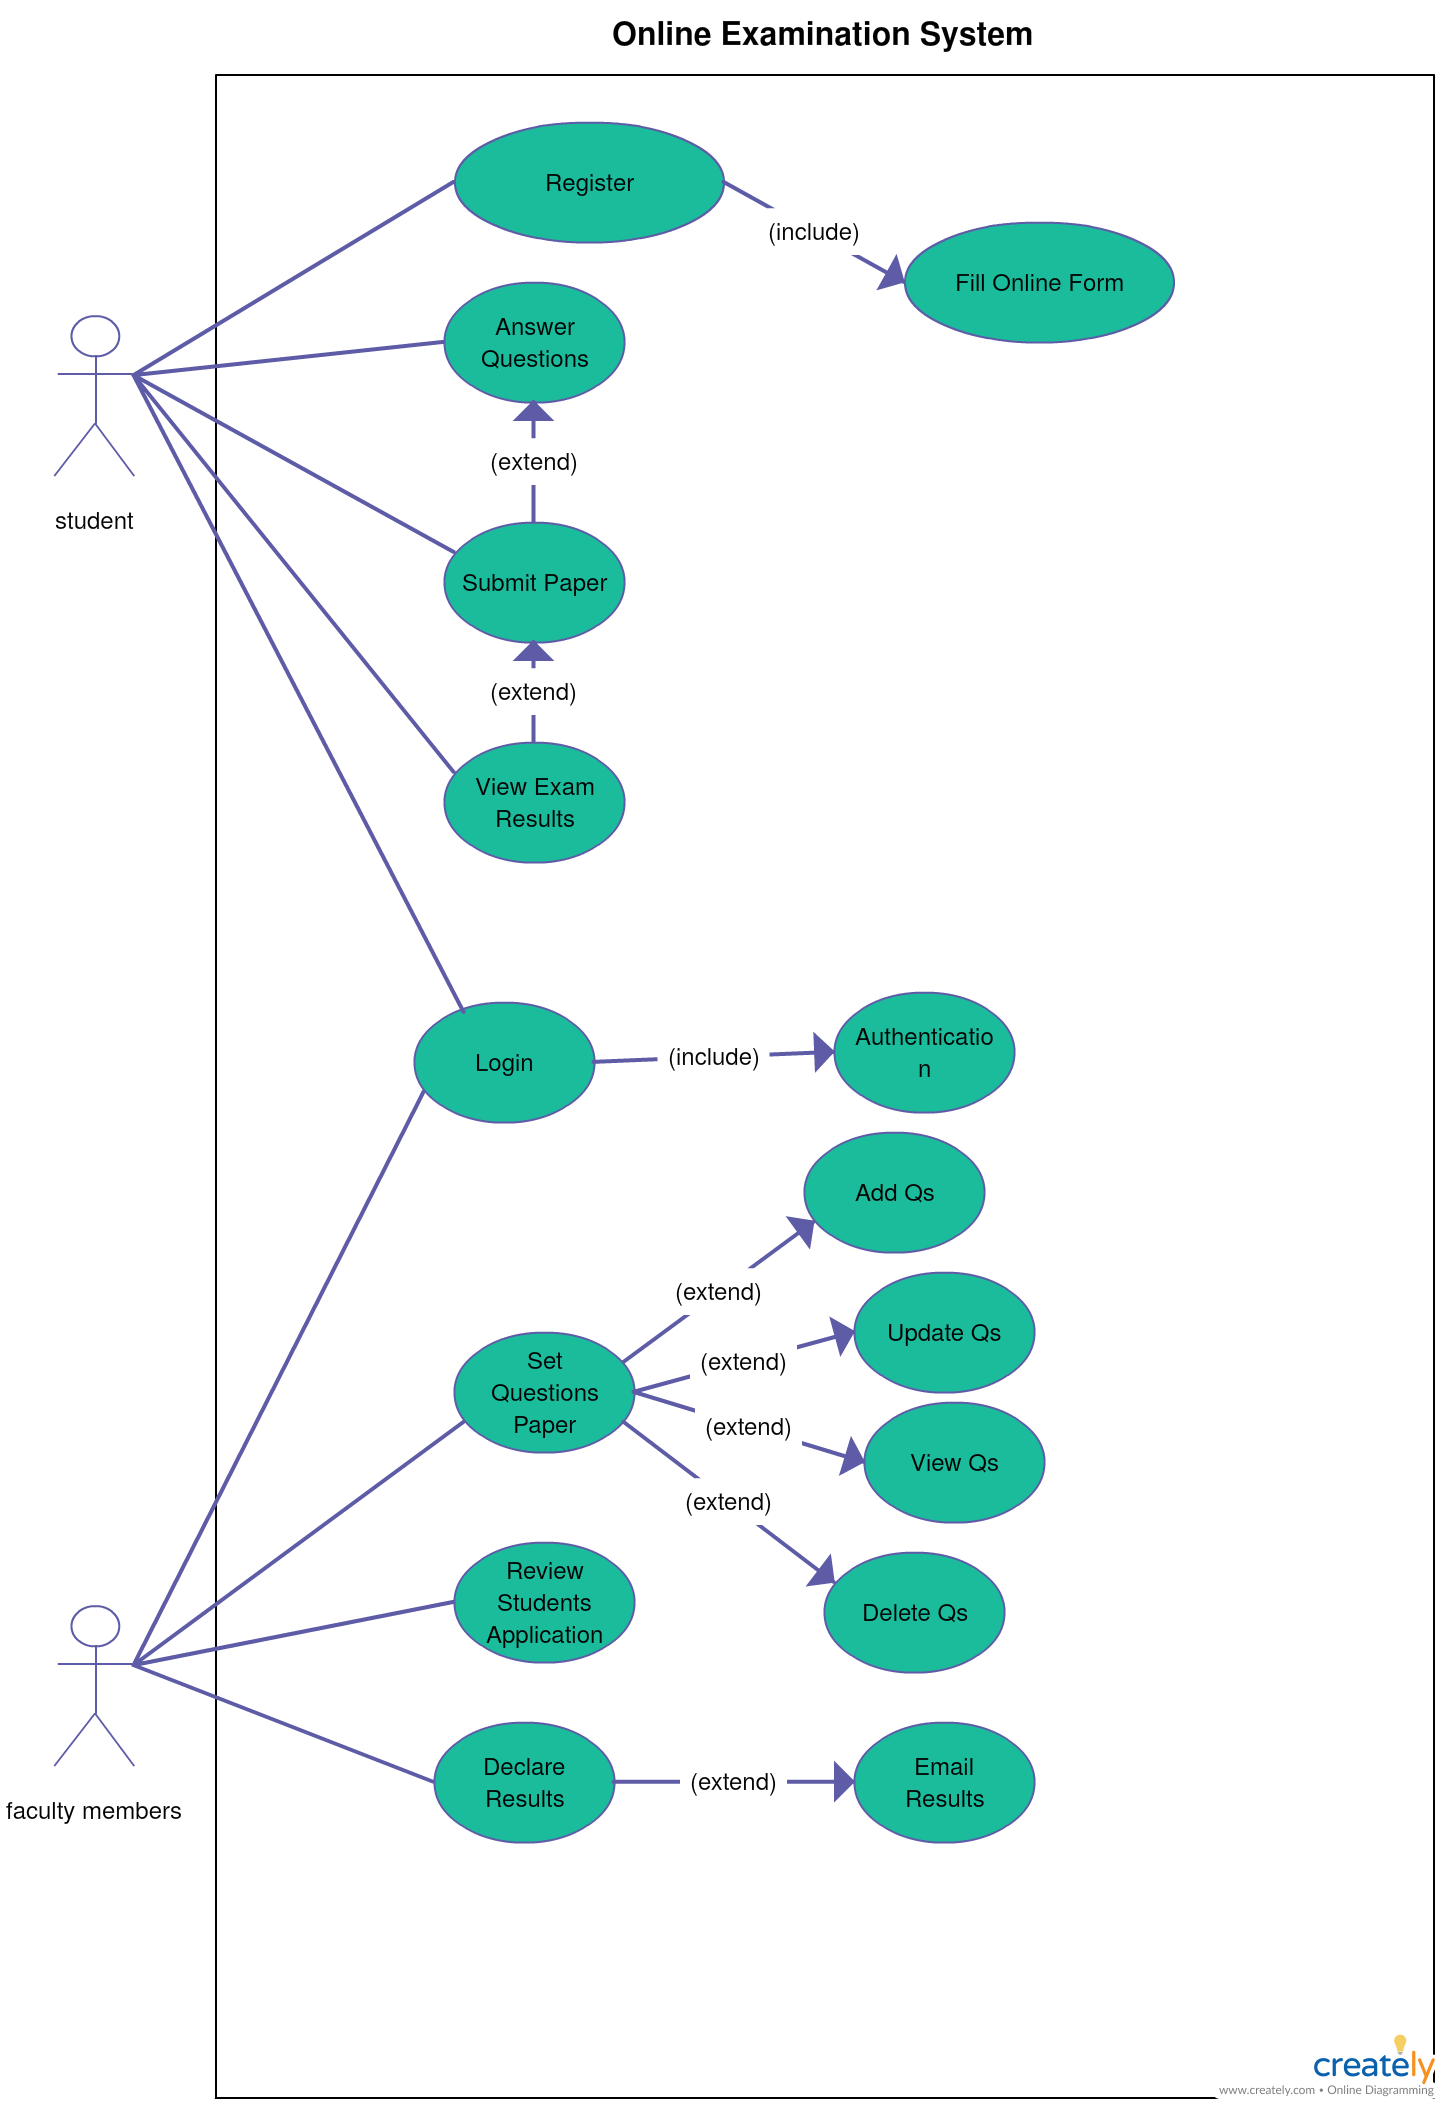 Online Examination System
Register
(include)
Fill Online Form
Answer
Questions
(extend)
student
Submit Paper
(extend)
View Exam
Results
Login
(include)
Authenticatio
n
Add Qs
(extend)
Update Qs
(extend)
Set
Questions
Paper
(extend)
View Qs
(extend)
Delete Qs
Review
Students
Application
faculty members
Declare
Results
(extend)
Email
Results
creately
www.creately.com • Online Diagramming